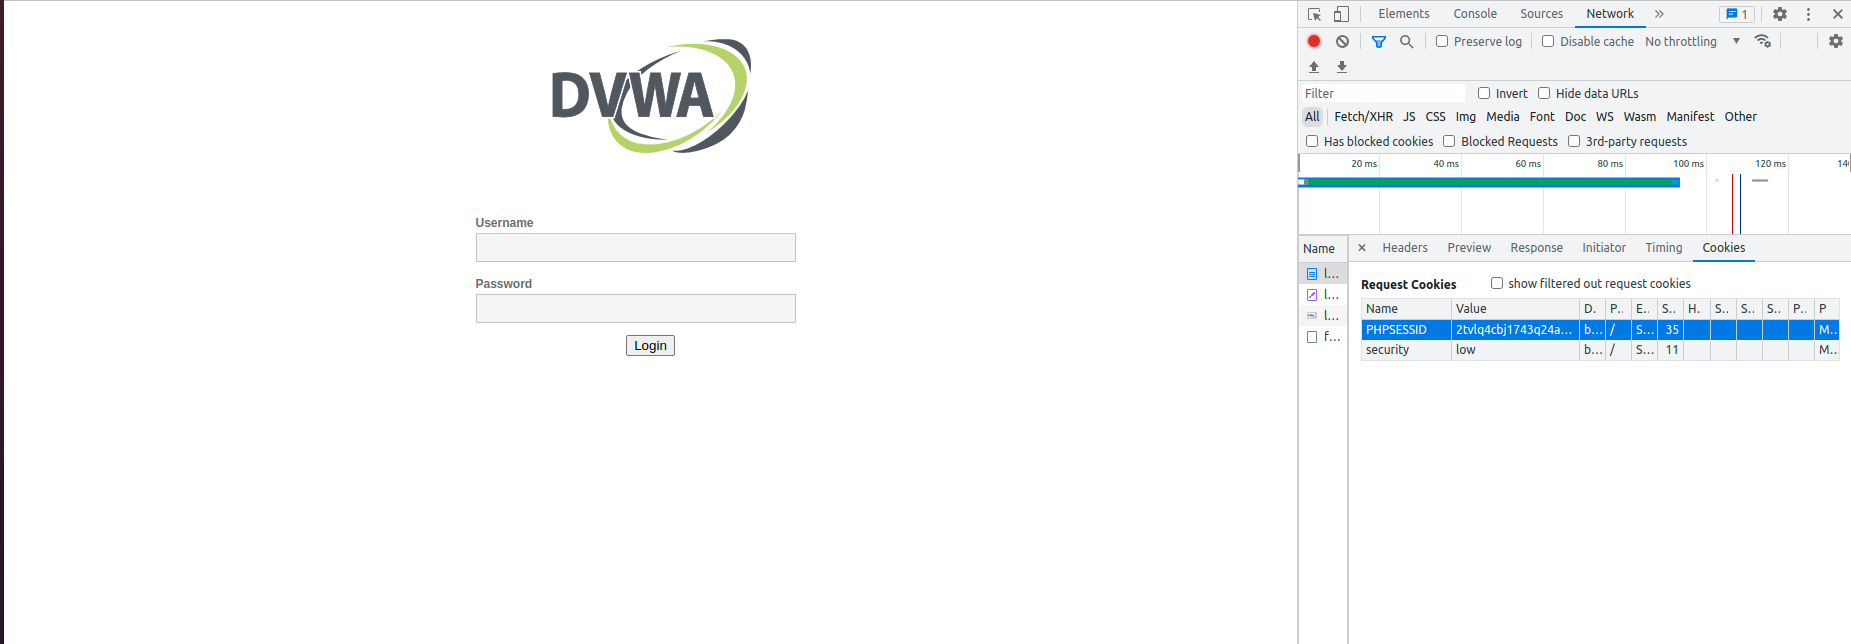 DVWA
Username
Password
Login
Elements Console Sources Network » 1
Preserve log Disable cache No throttling
Filter Invert Hide data URLs
All Fetch/XHR JS CSS Img Media Font Doc WS Wasm Manifest Other
Has blocked cookies Blocked Requests 3rd-party requests
20 ms 40 ms 60 ms 80 ms 100 ms 120 ms
Name × Headers Preview Response Initiator Timing Cookies
l...
l...
l...
f...
Request Cookies show filtered out request cookies
Name Value D. P.. E.. S.. H. S.. S.. S.. P.. P
PHPSESSID 2tvlq4cbj1743q24a... b... / S... 35 M...
security low b... / S... 11 M...